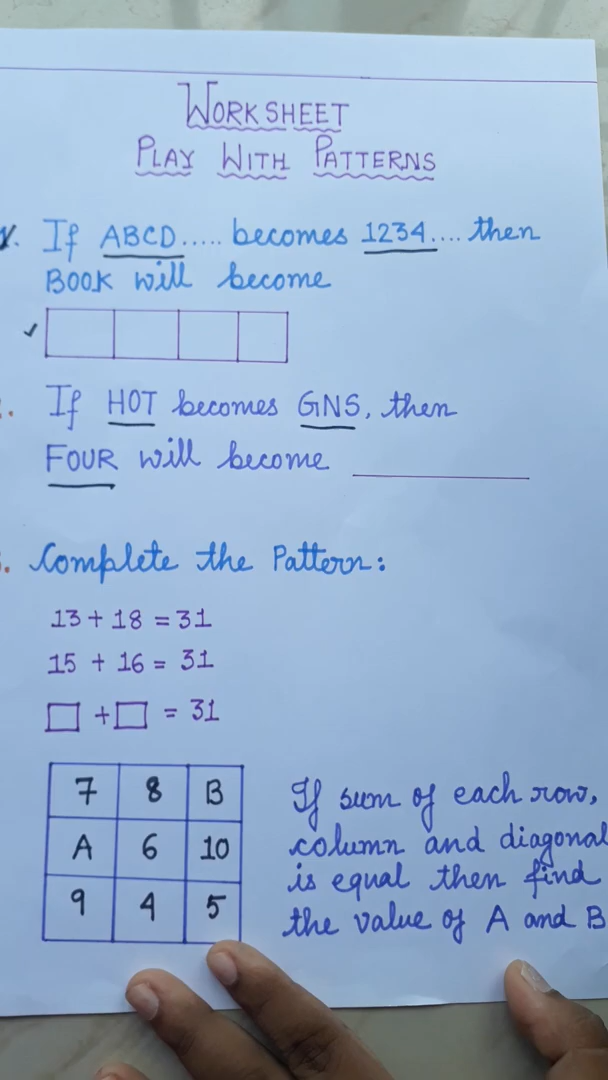 WORKSHEET
PLAY WITH PATTERNS
If ABCD..... becomes 1234.... then
BOOK will become
If HOT becomes GNS, then
FOUR will become
Complete the Pattern:
13 + 18 = 31
15 + 16 = 31
+ = 31
7 8 B
A 6 10
9 4 5
If sum of each row,
column and diagonal
is equal then find
the value of A and B